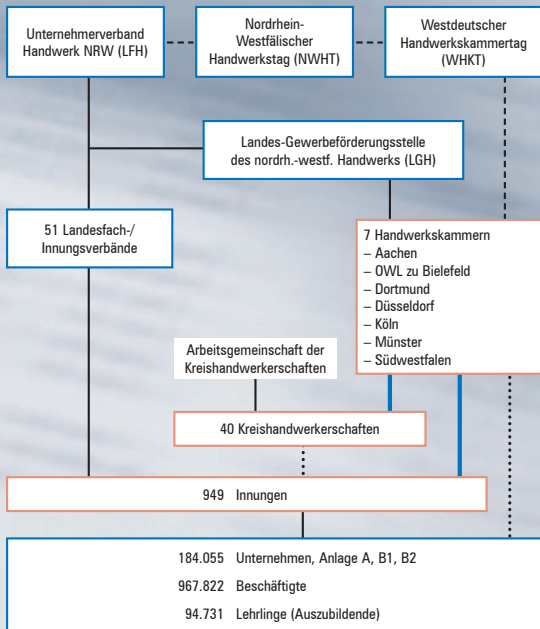 Unternehmerverband
Handwerk NRW (LFH)
Nordrhein-
Westfälischer
Handwerkstag (NWHT)
Westdeutscher
Handwerkskammertag
(WHKT)
Landes-Gewerbeförderungsstelle
des nordrh.-westf. Handwerks (LGH)
51 Landesfach-/
Innungsverbände
7 Handwerkskammern
– Aachen
– OWL zu Bielefeld
– Dortmund
– Düsseldorf
– Köln
– Münster
– Südwestfalen
Arbeitsgemeinschaft der
Kreishandwerkerschaften
40 Kreishandwerkerschaften
949 Innungen
184.055 Unternehmen, Anlage A, B1, B2
967.822 Beschäftigte
94.731 Lehrlinge (Auszubildende)